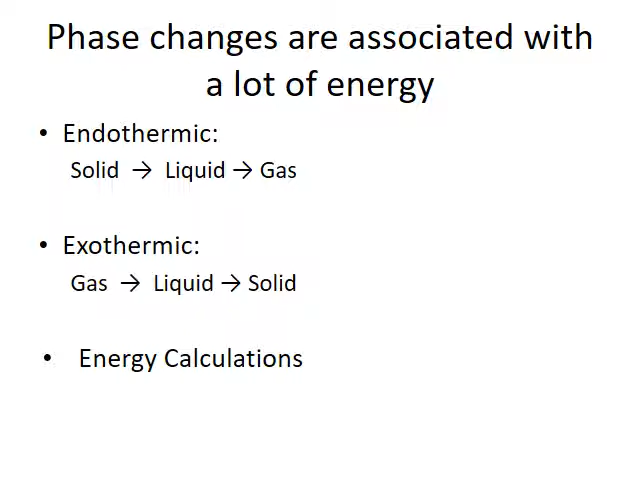 Phase changes are associated with
a lot of energy
• Endothermic:
Solid → Liquid → Gas
• Exothermic:
Gas → Liquid → Solid
• Energy Calculations